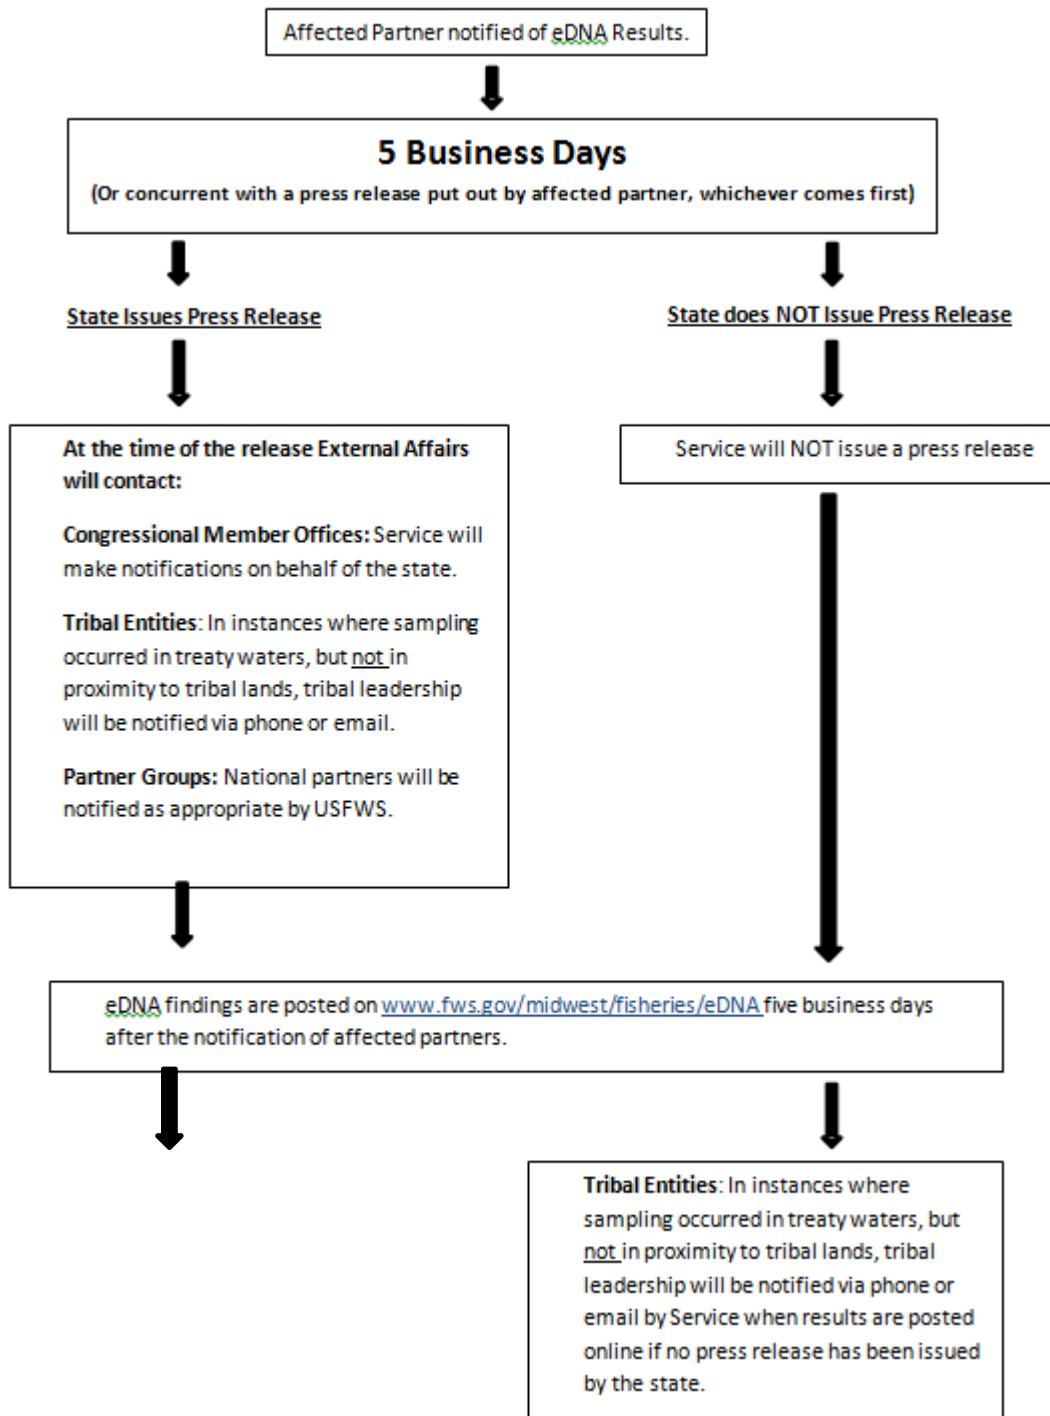 Affected Partner notified of eDNA Results.
5 Business Days
(Or concurrent with a press release put out by affected partner, whichever comes first)
State Issues Press Release
State does NOT Issue Press Release
At the time of the release External Affairs
will contact:
Congressional Member Offices: Service will
make notifications on behalf of the state.
Tribal Entities: In instances where sampling
occurred in treaty waters, but not in
proximity to tribal lands, tribal leadership
will be notified via phone or email.
Partner Groups: National partners will be
notified as appropriate by USFWS.
Service will NOT issue a press release
eDNA findings are posted on www.fws.gov/midwest/fisheries/eDNA five business days
after the notification of affected partners.
Tribal Entities: In instances where
sampling occurred in treaty waters, but
not in proximity to tribal lands, tribal
leadership will be notified via phone or
email by Service when results are posted
online if no press release has been issued
by the state.